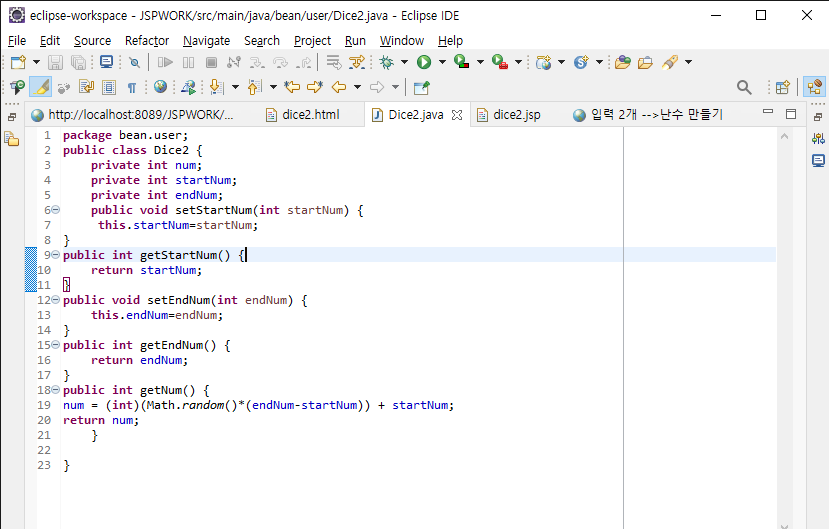 eclipse-workspace - JSPWORK/src/main/java/bean/user/Dice2.java - Eclipse IDE
File Edit Source Refactor Navigate Search Project Run Window Help
http://localhost:8089/JSPWORK/... dice2.html Dice2.java dice2.jsp 입력 2개 -->난수 만들기
1 package bean.user;
2 public class Dice2 {
3 private int num;
4 private int startNum;
5 private int endNum;
6 public void setStartNum(int startNum) {
7 this.startNum=startNum;
8 }
9 public int getStartNum() {
10 return startNum;
11 }
12 public void setEndNum(int endNum) {
13 this.endNum=endNum;
14 }
15 public int getEndNum() {
16 return endNum;
17 }
18 public int getNum() {
19 num = (int)(Math.random()*(endNum-startNum)) + startNum;
20 return num;
21 }
22
23 }